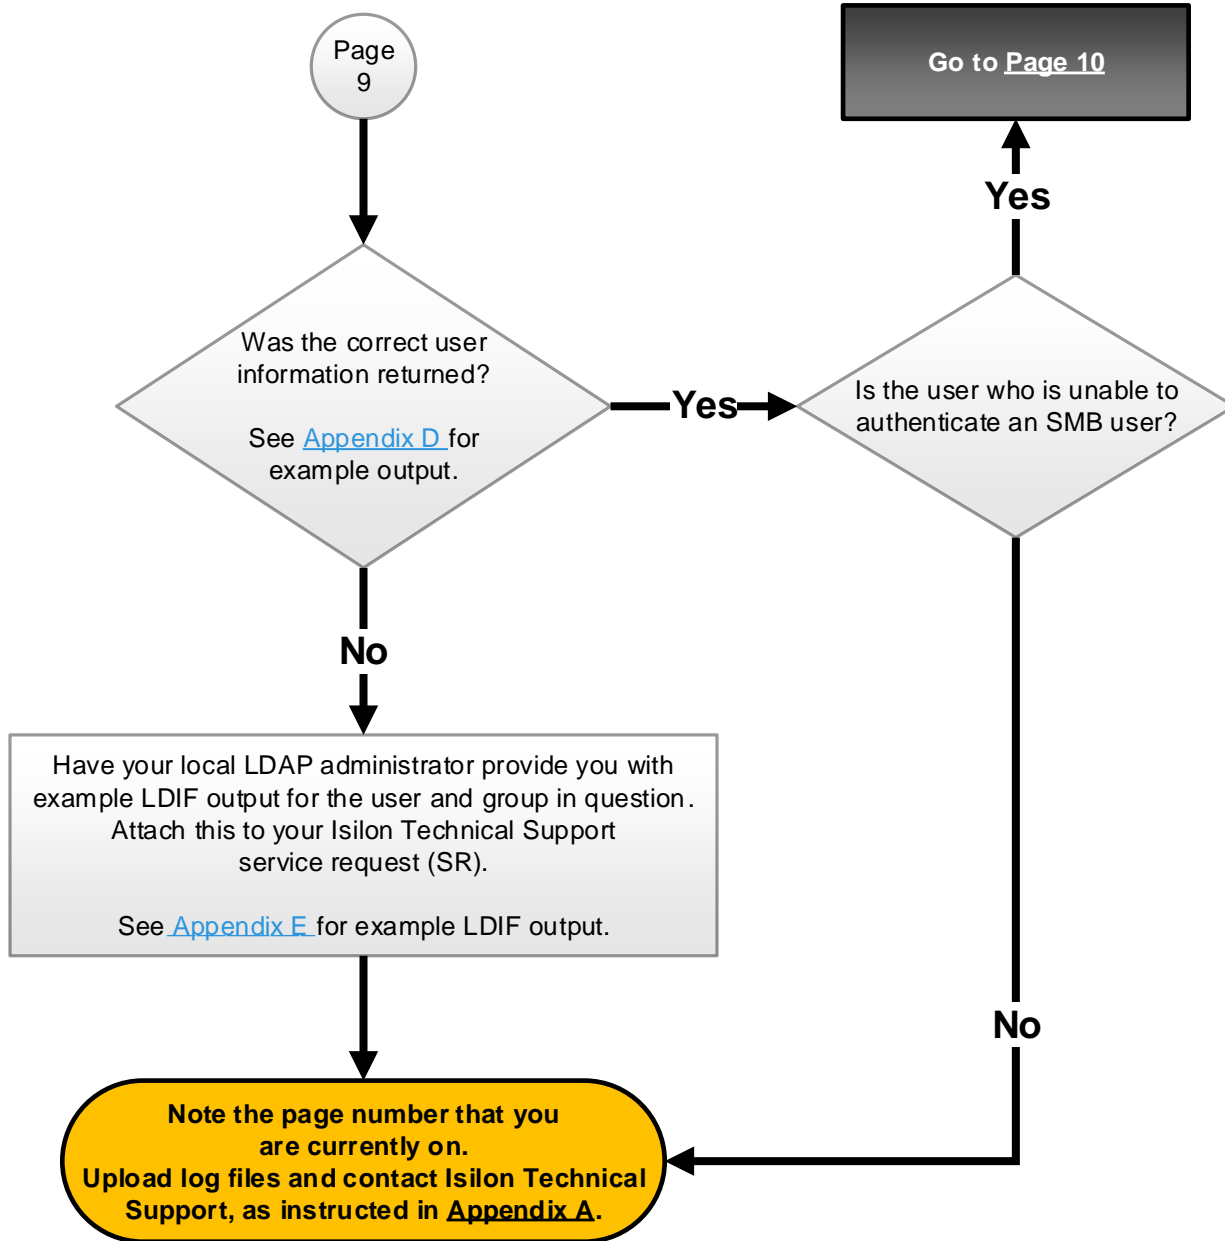 Page
9
Go to Page 10
Yes
Was the correct user
information returned?
See Appendix D for
example output.
Yes
Is the user who is unable to
authenticate an SMB user?
No
Have your local LDAP administrator provide you with
example LDIF output for the user and group in question.
Attach this to your Isilon Technical Support
service request (SR).
See Appendix E for example LDIF output.
No
Note the page number that you
are currently on.
Upload log files and contact Isilon Technical
Support, as instructed in Appendix A.